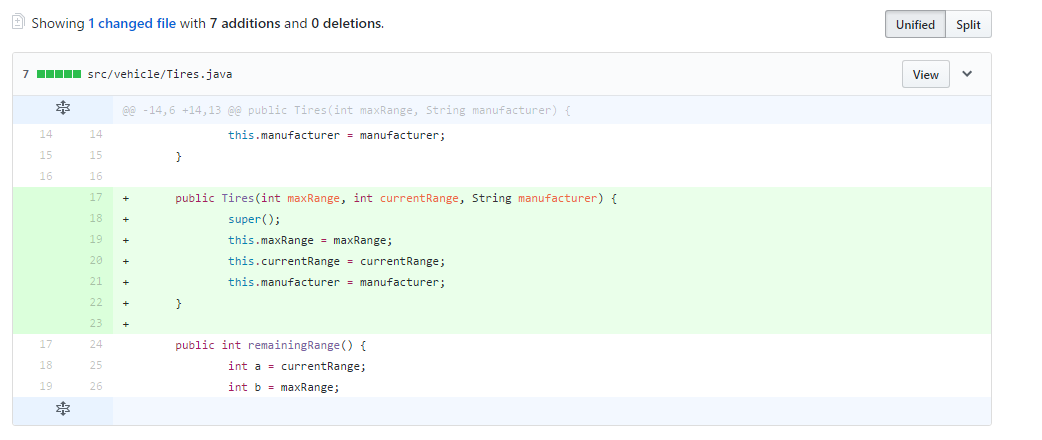 Showing 1 changed file with 7 additions and 0 deletions.
Unified Split
7 src/vehicle/Tires.java
View
@@ -14,6 +14,13 @@ public Tires(int maxRange, String manufacturer) {
14 14 this.manufacturer = manufacturer;
15 15 }
16 16
17 + public Tires(int maxRange, int currentRange, String manufacturer) {
18 + super();
19 + this.maxRange = maxRange;
20 + this.currentRange = currentRange;
21 + this.manufacturer = manufacturer;
22 + }
23 +
17 24 public int remainingRange() {
18 25 int a = currentRange;
19 26 int b = maxRange;